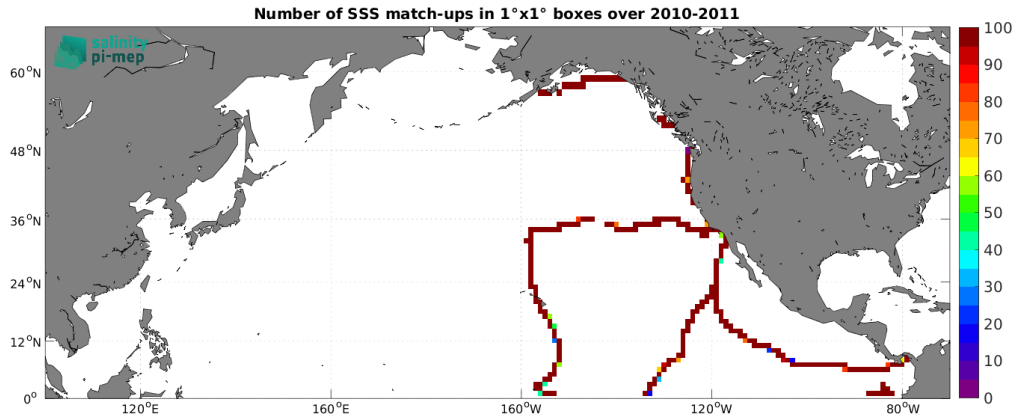 Number of SSS match-ups in 1°x1° boxes over 2010-2011
salinity
pi-mep
60°N
48°N
36°N
24°N
12°N
0°
120°E
160°E
160°W
120°W
80°W
100
90
80
70
60
50
40
30
20
10
0